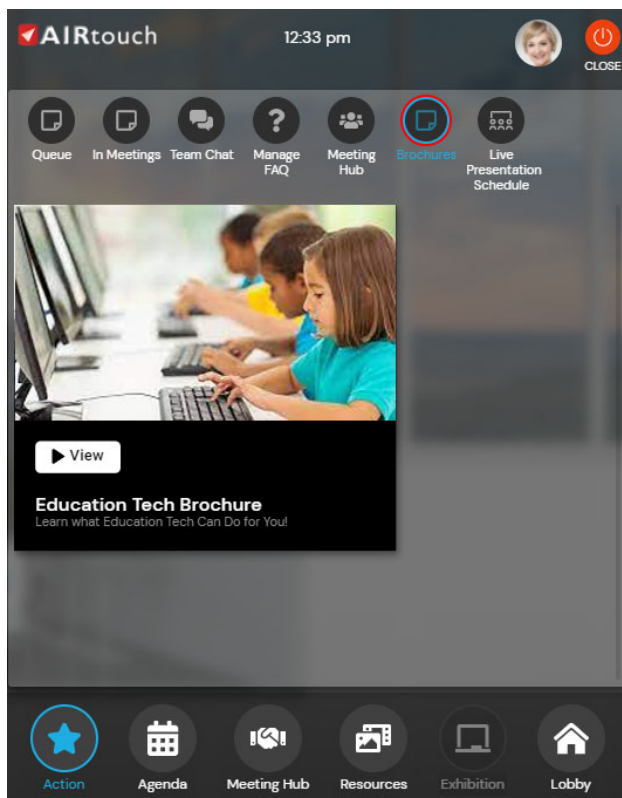 AIRtouch
12:33 pm
CLOSE
Queue
In Meetings
Team Chat
Manage
FAQ
Meeting
Hub
Brochures
Live
Presentation
Schedule
View
Education Tech Brochure
Learn what Education Tech Can Do for You!
Action
Agenda
Meeting Hub
Resources
Exhibition
Lobby